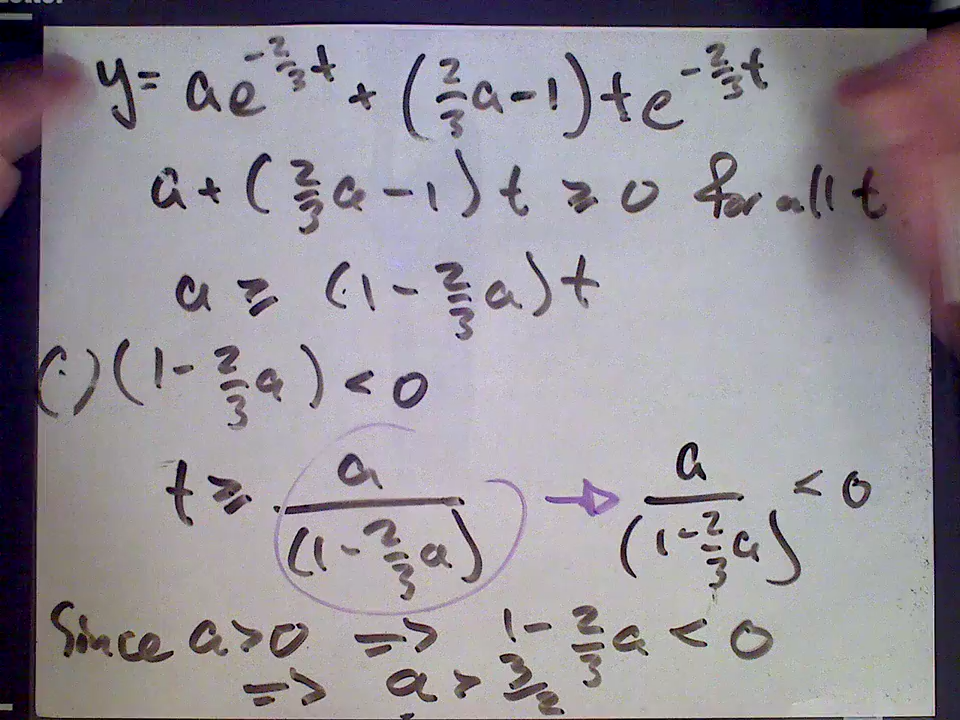 y = ae^{-2/3 t} + (2/3 a - 1) t e^{-2/3 t}
a + (2/3 a - 1) t ≥ 0 for all t
a ≥ (1 - 2/3 a) t
(i) (1 - 2/3 a) < 0
t ≥ a/(1 - 2/3 a) → a/(1 - 2/3 a) < 0
Since a > 0 => 1 - 2/3 a < 0
=> a > 3/2